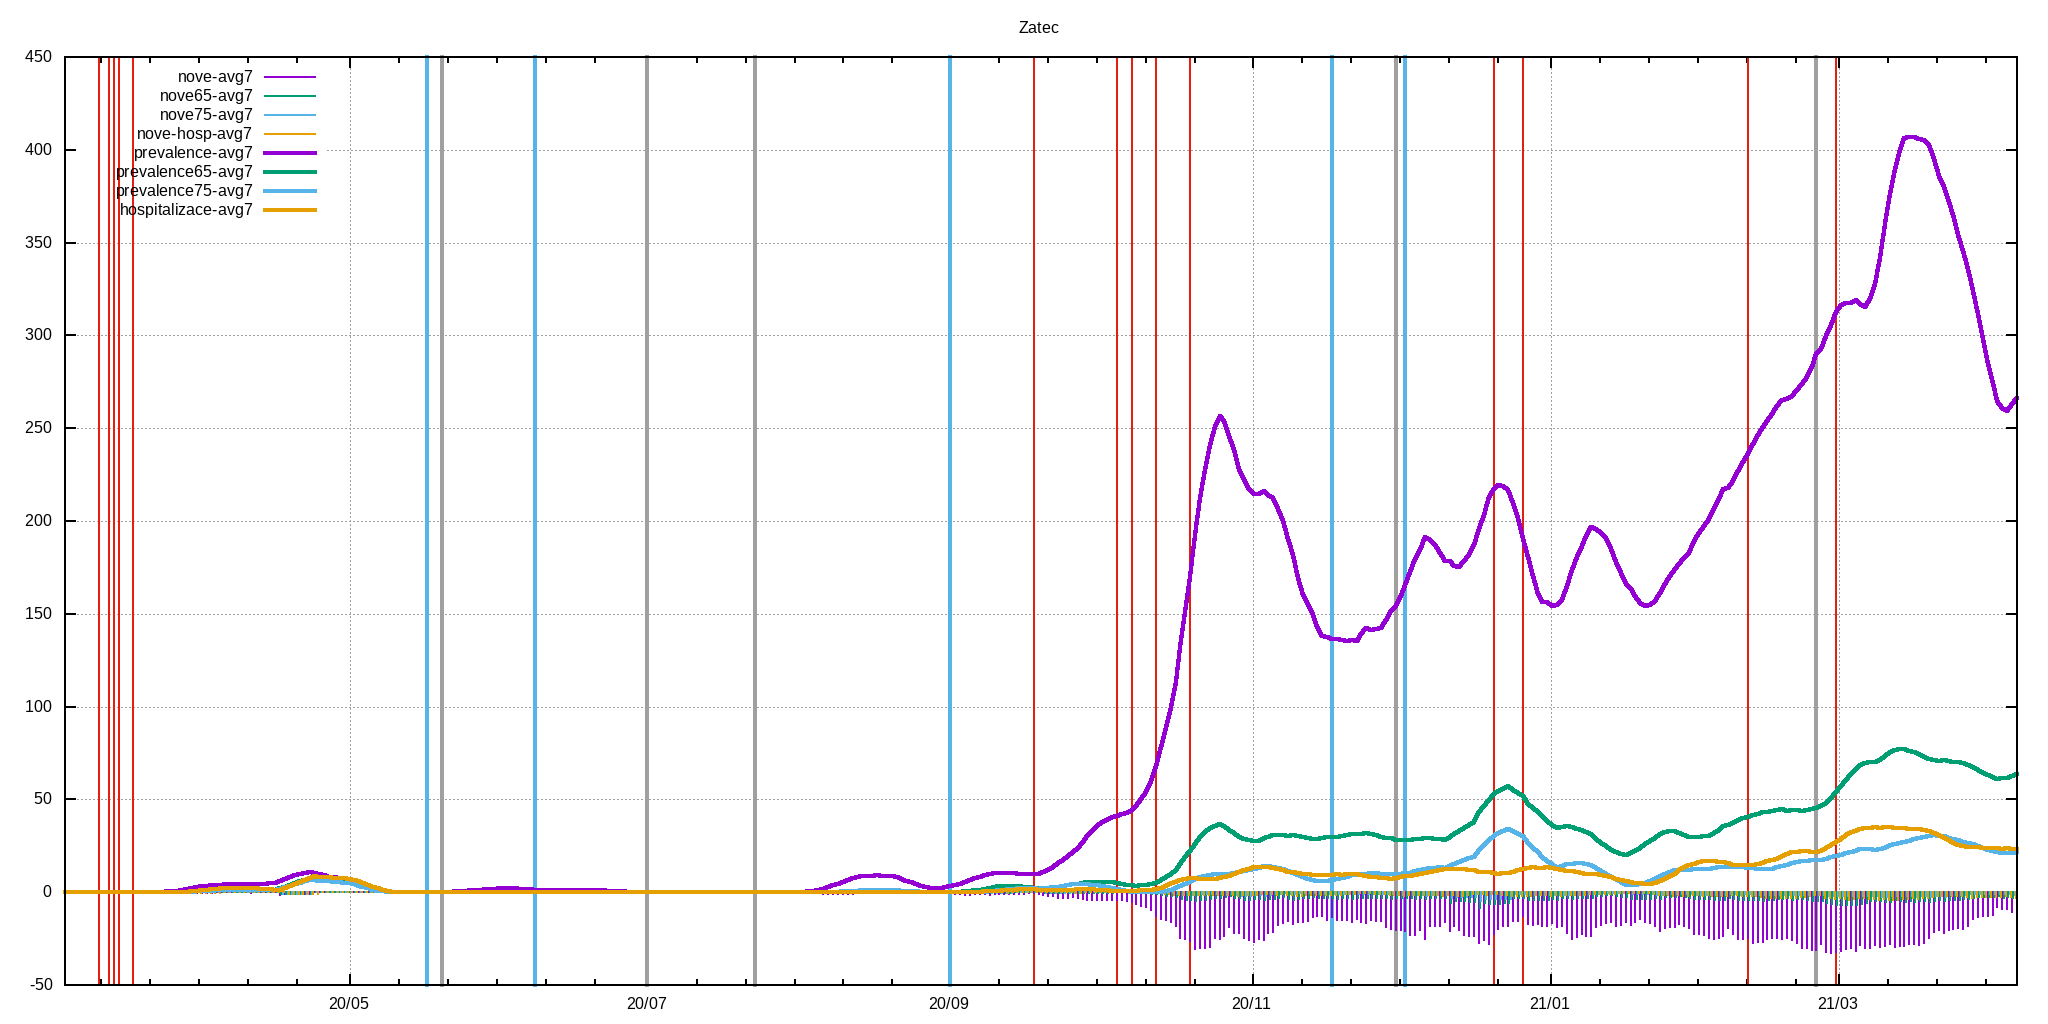 Zatec
450
400
350
300
250
200
150
100
50
0
-50
nove-avg7
nove65-avg7
nove75-avg7
nove-hosp-avg7
prevalence-avg7
prevalence65-avg7
prevalence75-avg7
hospitalizace-avg7
20/05 20/07 20/09 20/11 21/01 21/03